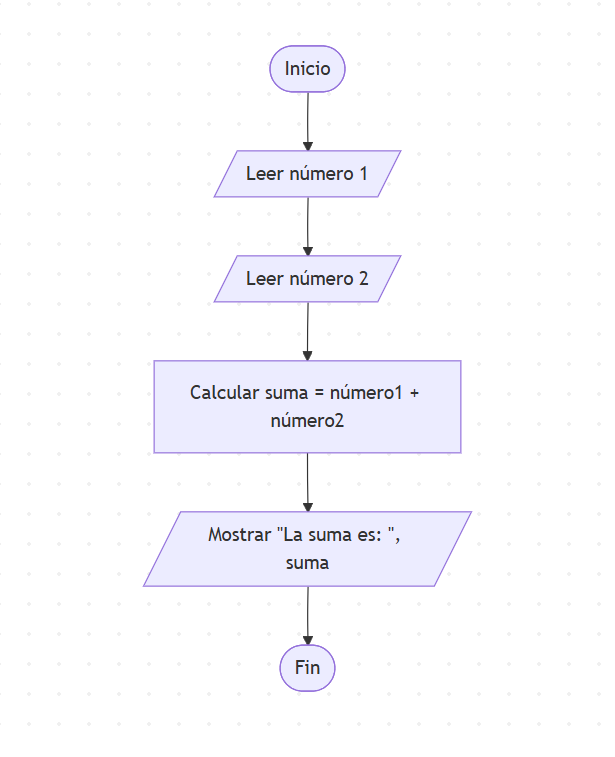 Inicio
Leer número 1
Leer número 2
Calcular suma = número1 +
número2
Mostrar "La suma es: ",
suma
Fin